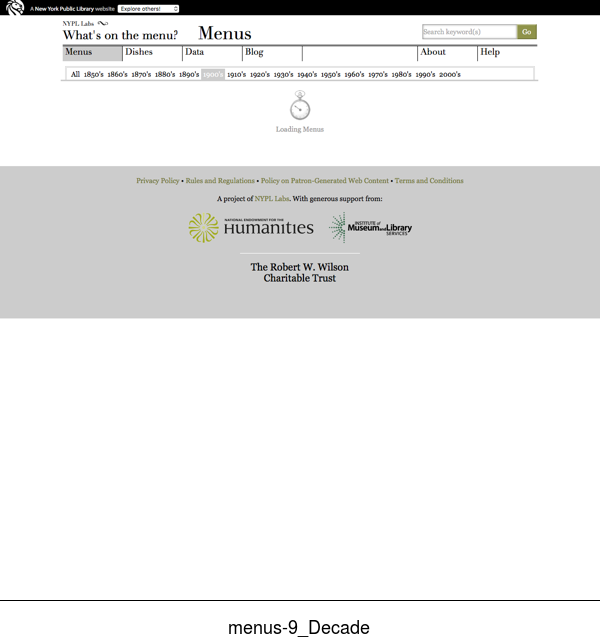 A New York Public Library website Explore others!
NYPL Labs
What's on the menu? Menus
Search keyword(s) Go
Menus Dishes Data Blog About Help
All 1850's 1860's 1870's 1880's 1890's 1900's 1910's 1920's 1930's 1940's 1950's 1960's 1970's 1980's 1990's 2000's
Loading Menus
Privacy Policy • Rules and Regulations • Policy on Patron-Generated Web Content • Terms and Conditions
A project of NYPL Labs. With generous support from:
NATIONAL ENDOWMENT FOR THE
Humanities
INSTITUTE of
Museum and Library
SERVICES
The Robert W. Wilson
Charitable Trust
menus-9_Decade